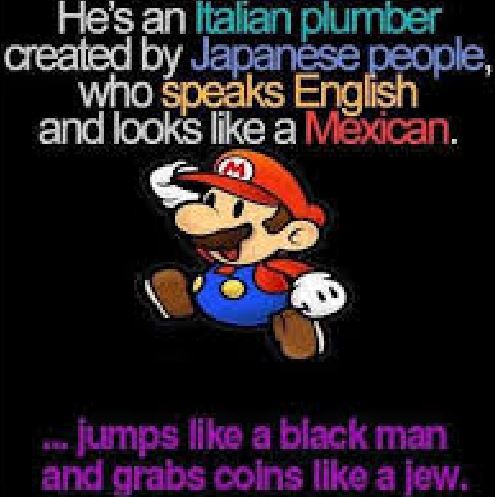 He's an Italian plumber
created by Japanese people,
who speaks English
and looks like a Mexican.
M
... jumps like a black man
and grabs coins like a jew.